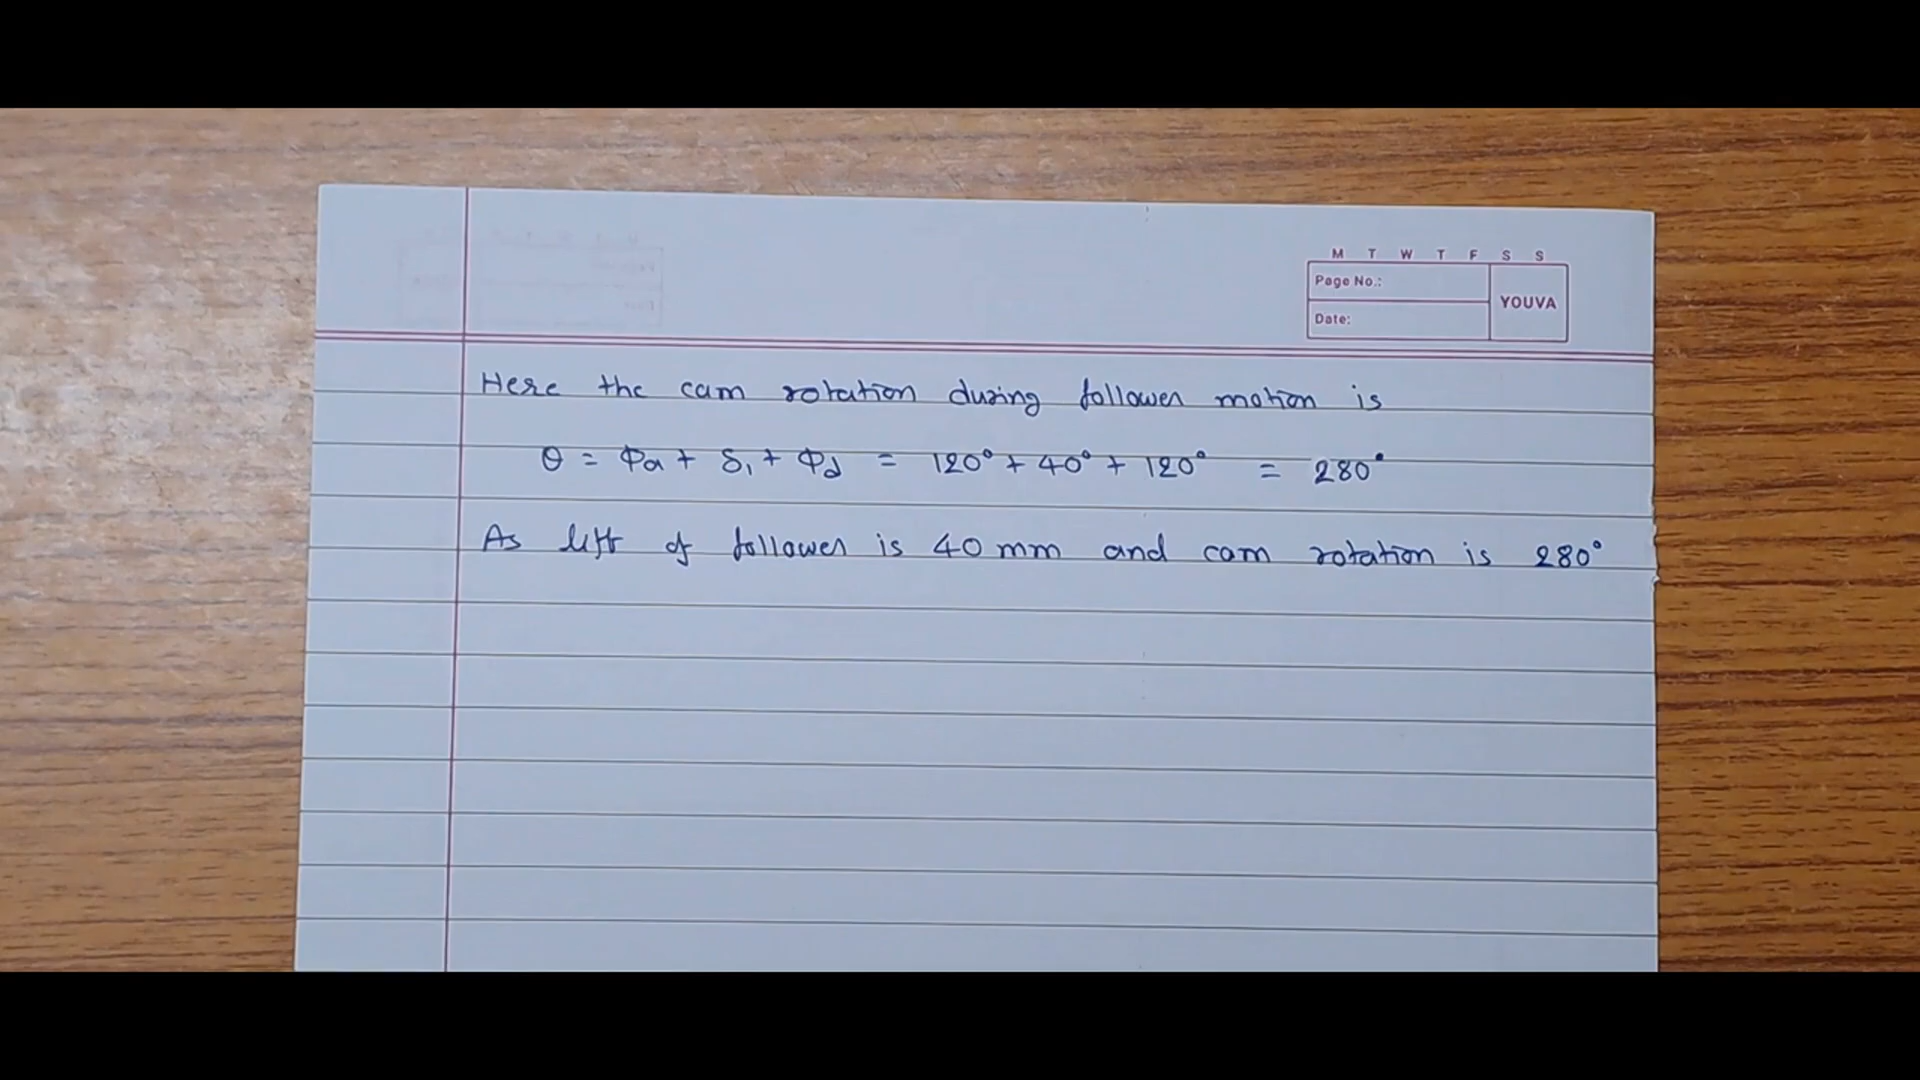 M T W T F S S
Page No.:
YOUVA
Date:
Here the cam rotation during follower motion is
θ = Φa + δ₁ + Φd = 120° + 40° + 120° = 280°
As lift of follower is 40 mm and cam rotation is 280°